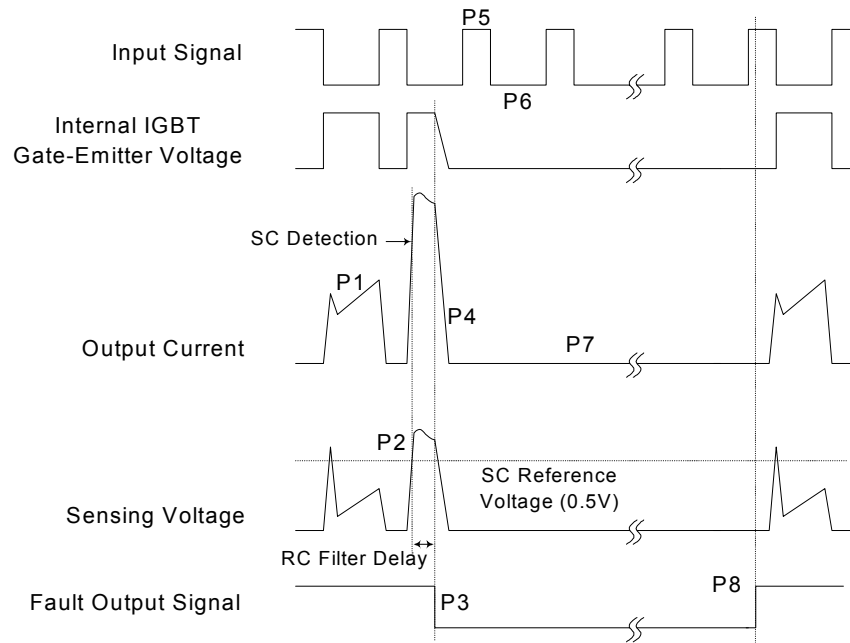 P5
Input Signal
P6
Internal IGBT
Gate-Emitter Voltage
SC Detection
P1
P4
Output Current
P7
P2
SC Reference
Voltage (0.5V)
Sensing Voltage
RC Filter Delay
P8
Fault Output Signal
P3